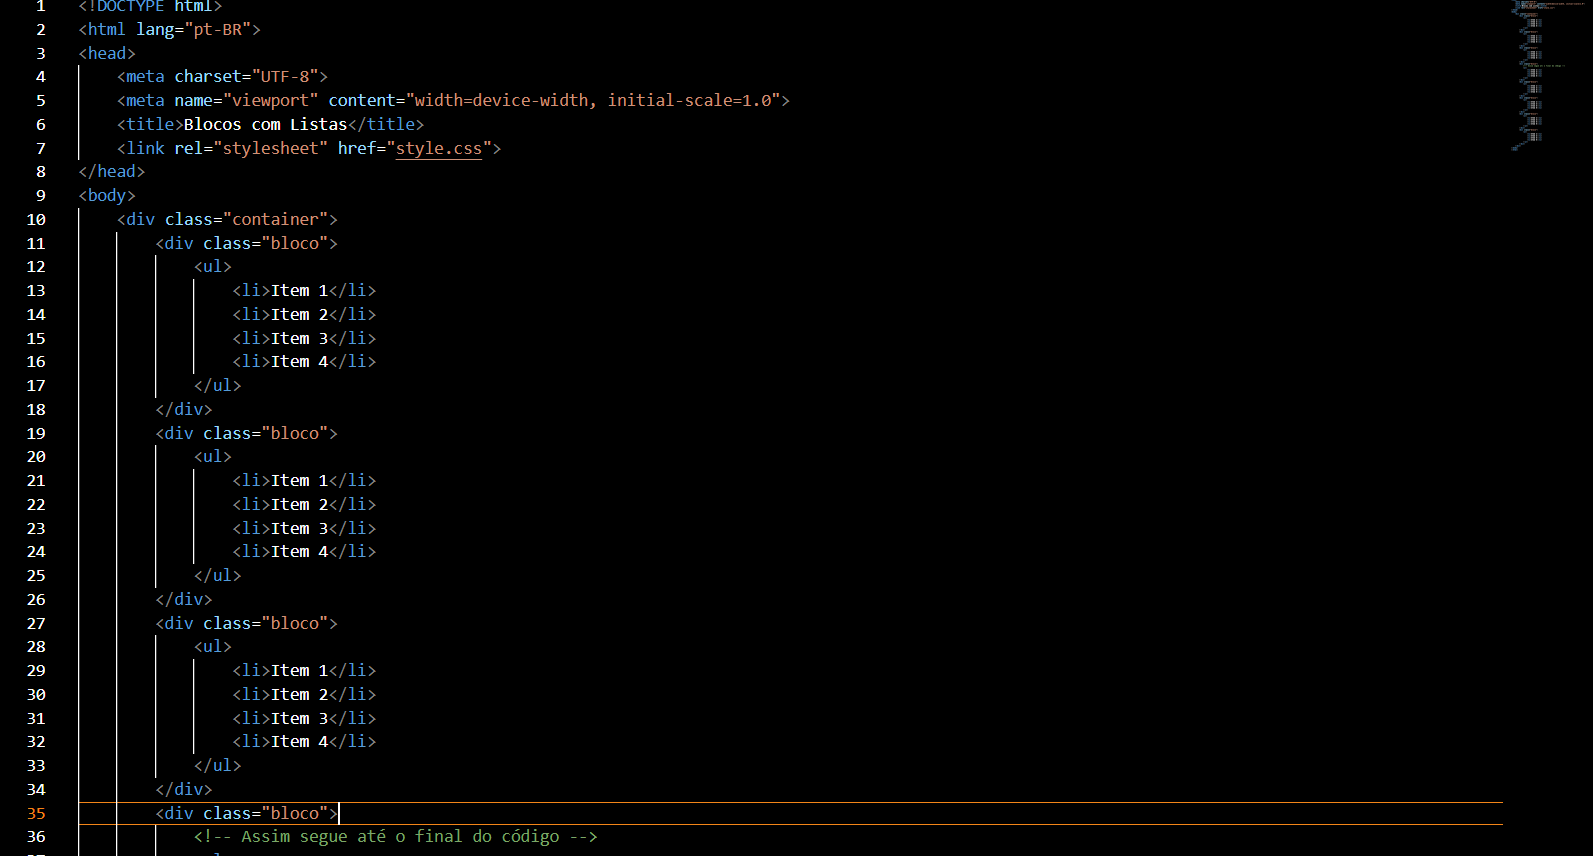 1 <!DOCTYPE html>
2 <html lang="pt-BR">
3 <head>
4 <meta charset="UTF-8">
5 <meta name="viewport" content="width=device-width, initial-scale=1.0">
6 <title>Blocos com Listas</title>
7 <link rel="stylesheet" href="style.css">
8 </head>
9 <body>
10 <div class="container">
11 <div class="bloco">
12 <ul>
13 <li>Item 1</li>
14 <li>Item 2</li>
15 <li>Item 3</li>
16 <li>Item 4</li>
17 </ul>
18 </div>
19 <div class="bloco">
20 <ul>
21 <li>Item 1</li>
22 <li>Item 2</li>
23 <li>Item 3</li>
24 <li>Item 4</li>
25 </ul>
26 </div>
27 <div class="bloco">
28 <ul>
29 <li>Item 1</li>
30 <li>Item 2</li>
31 <li>Item 3</li>
32 <li>Item 4</li>
33 </ul>
34 </div>
35 <div class="bloco">
36 <!-- Assim segue até o final do código -->